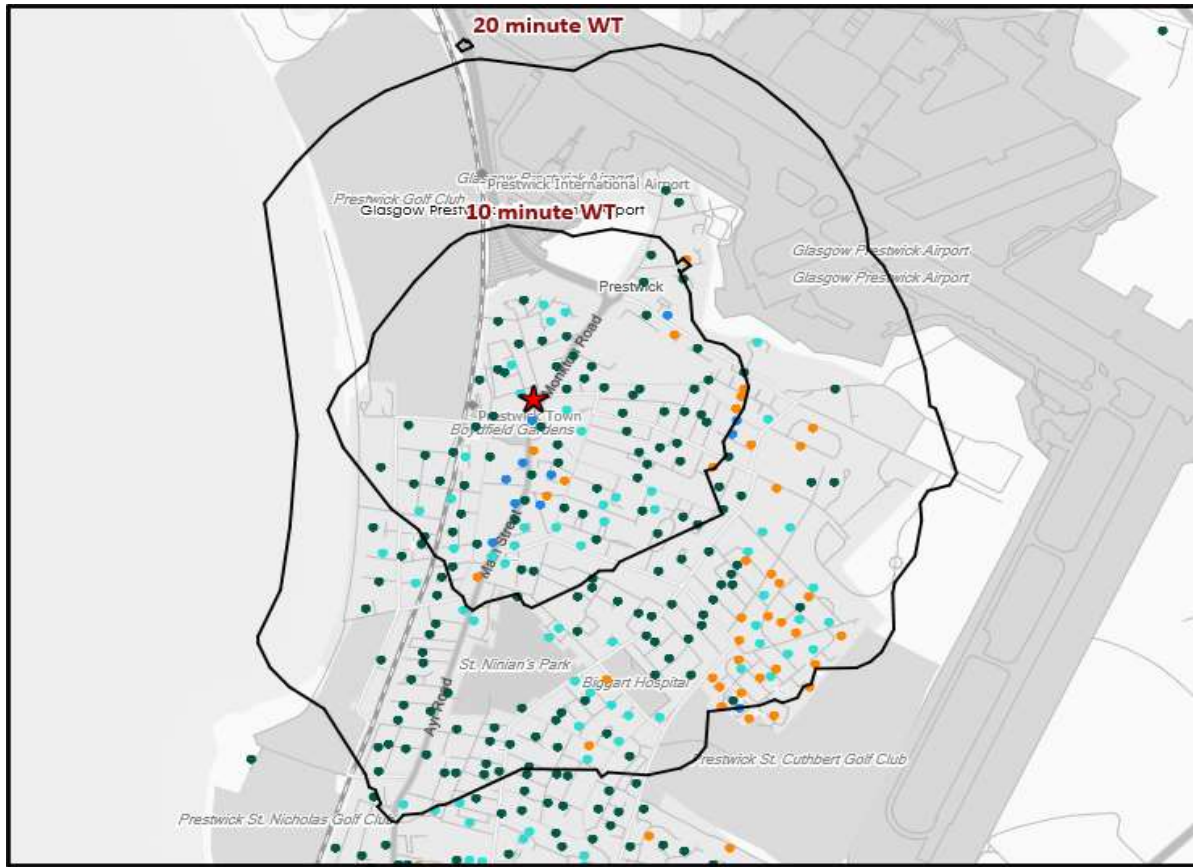 20 minute WT
Glasgow Prestwick Airport
Prestwick International Airport
Prestwick Golf Club
10 minute WT
Glasgow Prest
Airport
Glasgow Prestwick Airport
Glasgow Prestwick Airport
Prestwick
Monkton Road
Prestwick Town
Boydfield Gardens
Main Street
St. Ninian's Park
Biggart Hospital
Ayr Road
Prestwick St. Cuthbert Golf Club
Prestwick St. Nicholas Golf Club